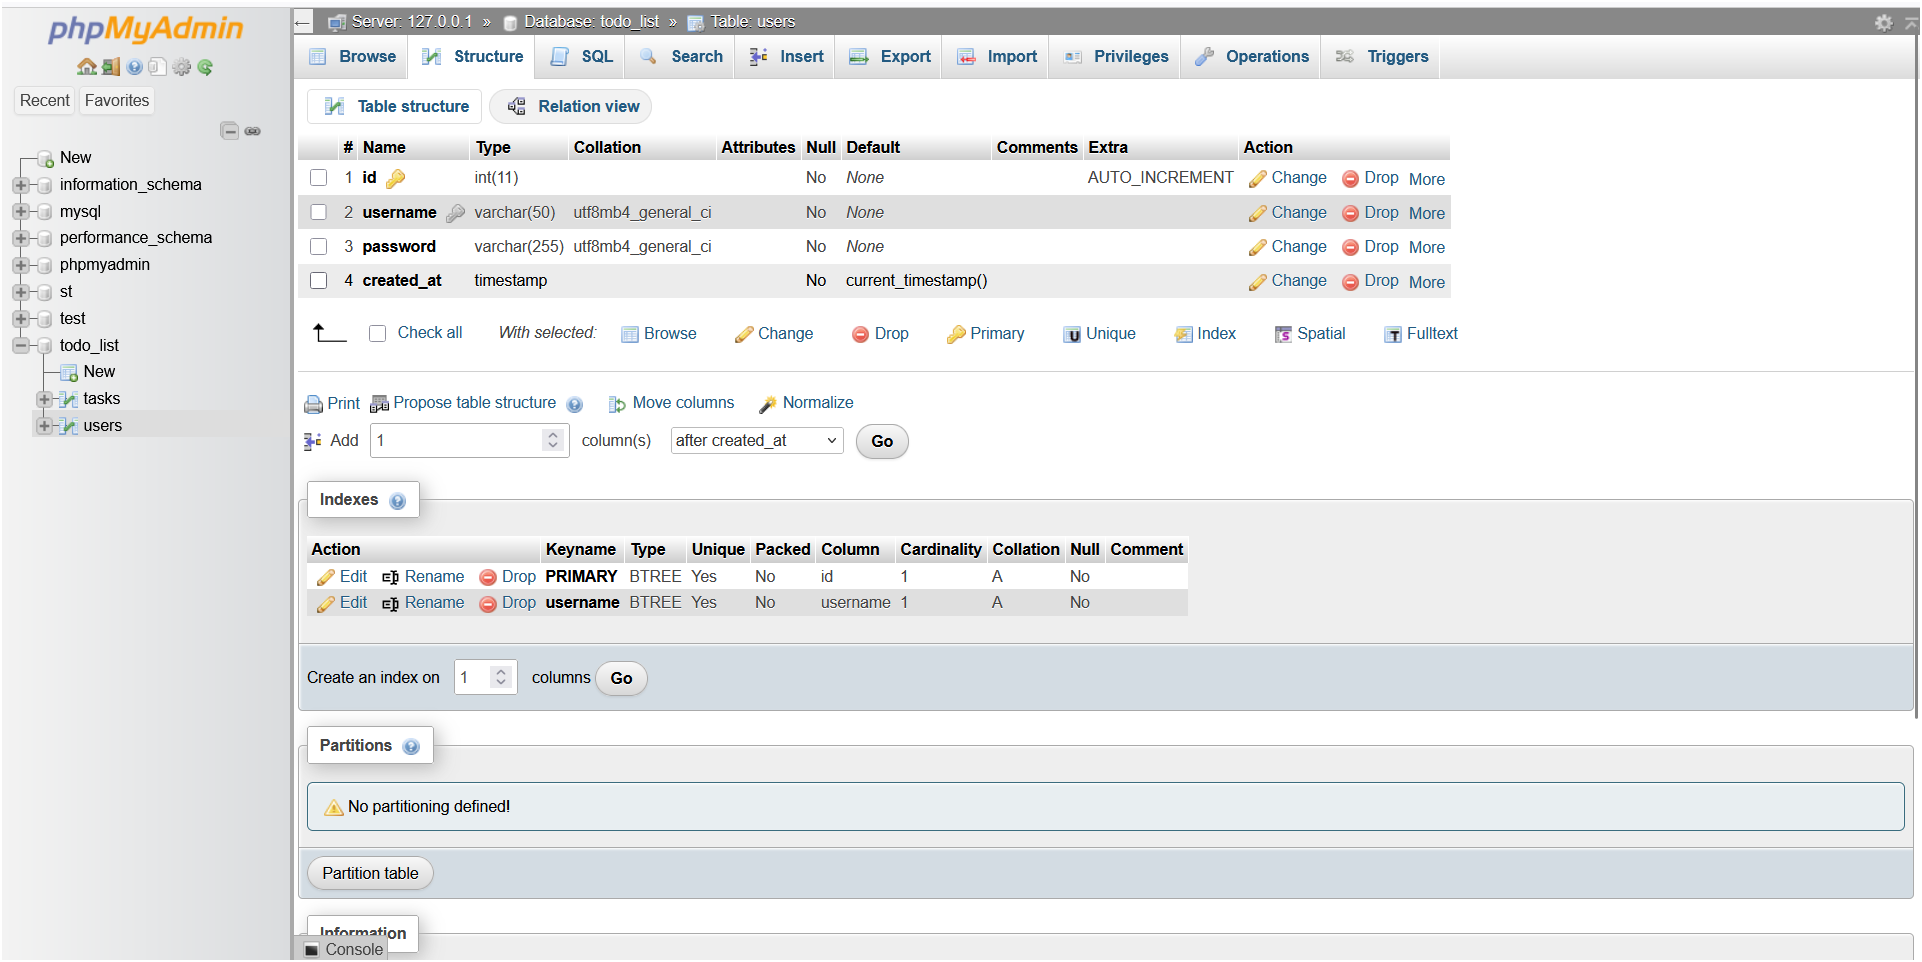 phpMyAdmin
Recent Favorites
New
information_schema
mysql
performance_schema
phpmyadmin
st
test
todo_list
New
tasks
users
← Server: 127.0.0.1 » Database: todo_list » Table: users
Browse Structure SQL Search Insert Export Import Privileges Operations Triggers
Table structure Relation view
# Name Type Collation Attributes Null Default Comments Extra Action
1 id int(11) No None AUTO_INCREMENT Change Drop More
2 username varchar(50) utf8mb4_general_ci No None Change Drop More
3 password varchar(255) utf8mb4_general_ci No None Change Drop More
4 created_at timestamp No current_timestamp() Change Drop More
Check all With selected: Browse Change Drop Primary Unique Index Spatial Fulltext
Print Propose table structure Move columns Normalize
Add 1 column(s) after created_at Go
Indexes
Action Keyname Type Unique Packed Column Cardinality Collation Null Comment
Edit Rename Drop PRIMARY BTREE Yes No id 1 A No
Edit Rename Drop username BTREE Yes No username 1 A No
Create an index on 1 columns Go
Partitions
No partitioning defined!
Partition table
Information
Console